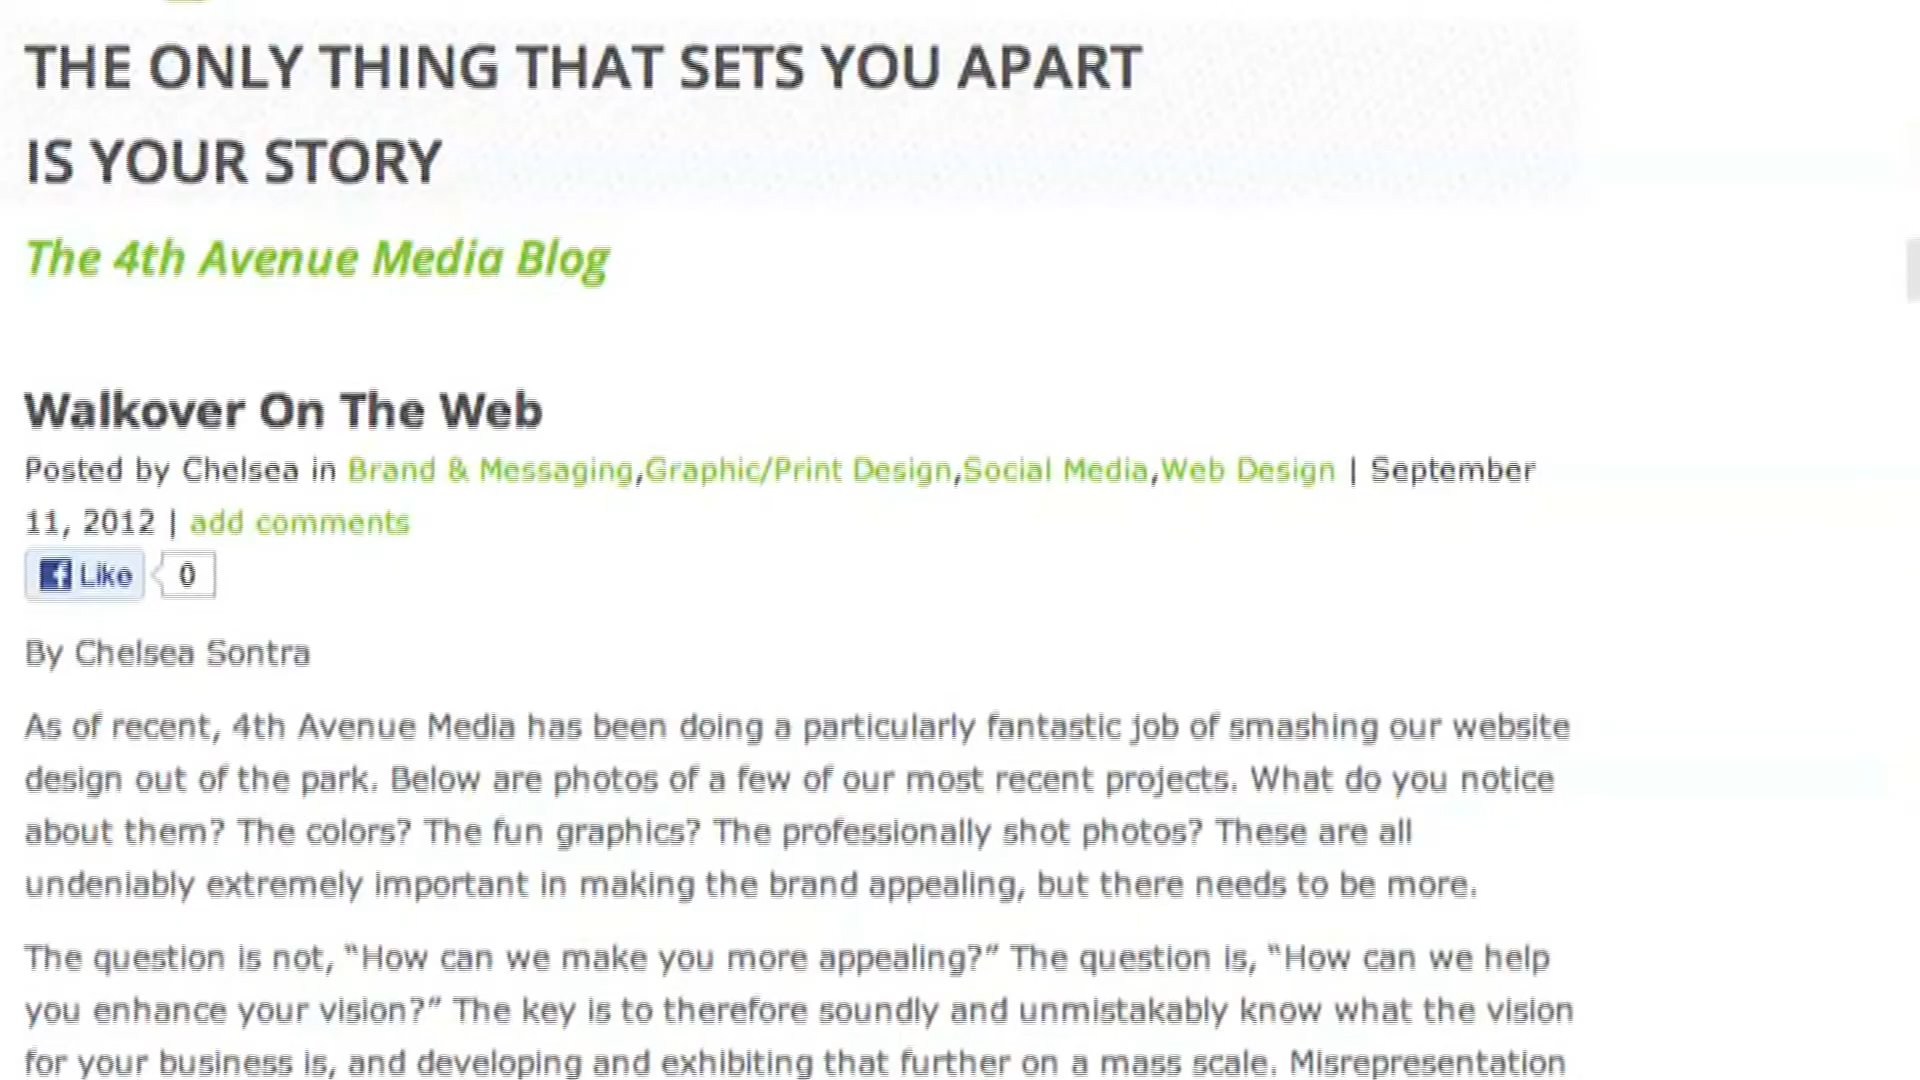 THE ONLY THING THAT SETS YOU APART
IS YOUR STORY
The 4th Avenue Media Blog
Walkover On The Web
Posted by Chelsea in Brand & Messaging,Graphic/Print Design,Social Media,Web Design | September
11, 2012 | add comments
Like 0
By Chelsea Sontra
As of recent, 4th Avenue Media has been doing a particularly fantastic job of smashing our website
design out of the park. Below are photos of a few of our most recent projects. What do you notice
about them? The colors? The fun graphics? The professionally shot photos? These are all
undeniably extremely important in making the brand appealing, but there needs to be more.
The question is not, “How can we make you more appealing?” The question is, “How can we help
you enhance your vision?” The key is to therefore soundly and unmistakably know what the vision
for your business is, and developing and exhibiting that further on a mass scale. Misrepresentation